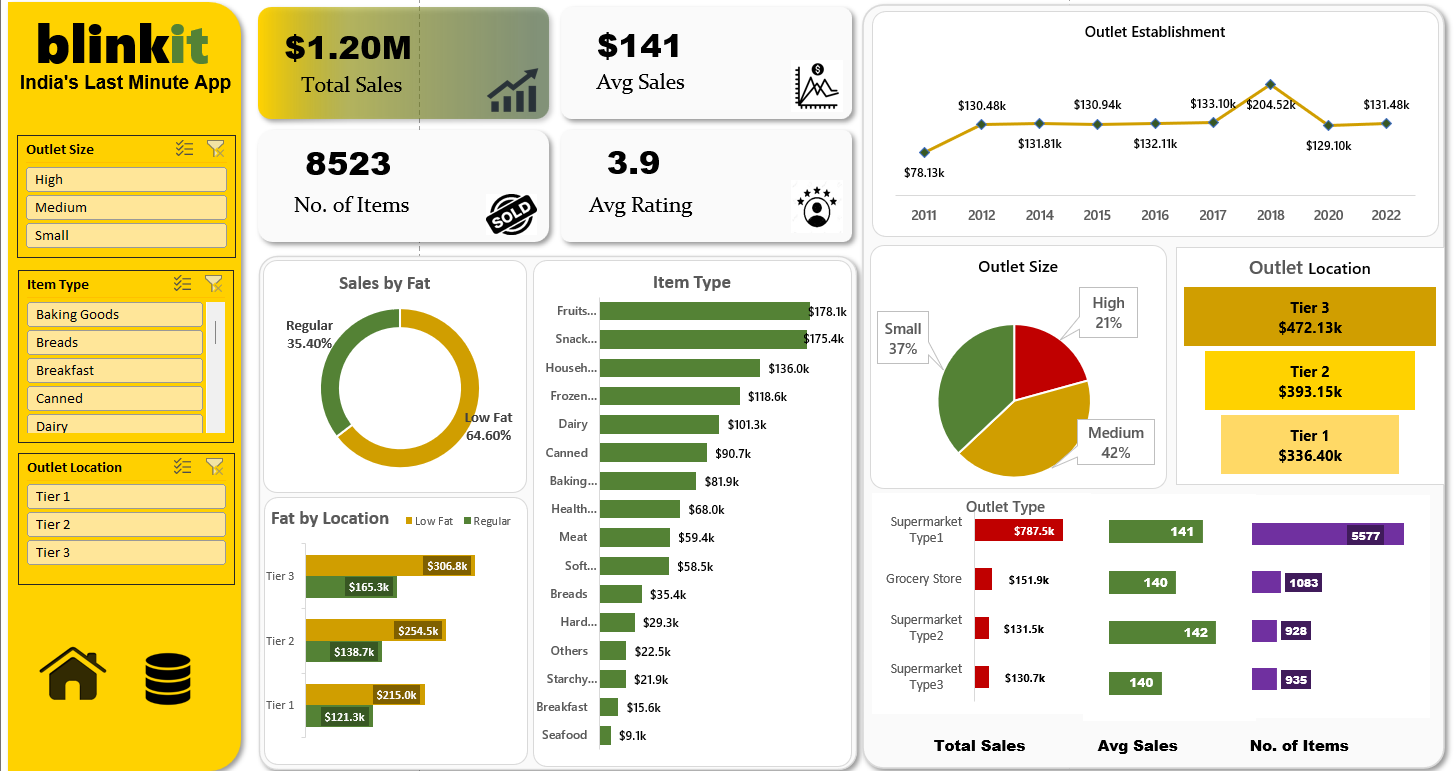 blinkit
India's Last Minute App
Outlet Size
High
Medium
Small
Item Type
Baking Goods
Breads
Breakfast
Canned
Dairy
Outlet Location
Tier 1
Tier 2
Tier 3
$1.20M
Total Sales
$141
Avg Sales
8523
No. of Items
SOLD
3.9
Avg Rating
Sales by Fat
Regular
35.40%
Low Fat
64.60%
Fat by Location
Low Fat
Regular
Tier 3
$306.8k
$165.3k
Tier 2
$254.5k
$138.7k
Tier 1
$215.0k
$121.3k
Item Type
Fruits... $178.1k
Snack... $175.4k
Househ... $136.0k
Frozen... $118.6k
Dairy $101.3k
Canned $90.7k
Baking... $81.9k
Health... $68.0k
Meat $59.4k
Soft... $58.5k
Breads $35.4k
Hard... $29.3k
Others $22.5k
Starchy... $21.9k
Breakfast $15.6k
Seafood $9.1k
Outlet Establishment
$78.13k
$130.48k
$131.81k
$130.94k
$132.11k
$133.10k
$204.52k
$129.10k
$131.48k
2011 2012 2014 2015 2016 2017 2018 2020 2022
Outlet Size
High
21%
Small
37%
Medium
42%
Outlet Location
Tier 3
$472.13k
Tier 2
$393.15k
Tier 1
$336.40k
Outlet Type
Supermarket
Type1
$787.5k 141 5577
Grocery Store $151.9k 140 1083
Supermarket
Type2
$131.5k 142 928
Supermarket
Type3
$130.7k 140 935
Total Sales Avg Sales No. of Items
$